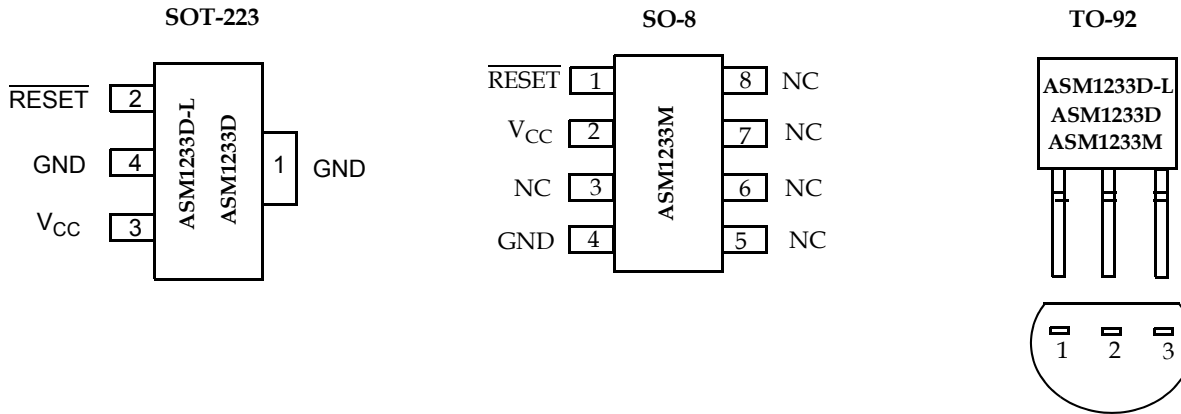 SOT-223
RESET 2
GND 4
VCC 3
ASM1233D-L
ASM1233D
1 GND
SO-8
RESET 1
VCC 2
NC 3
GND 4
ASM1233M
8 NC
7 NC
6 NC
5 NC
TO-92
ASM1233D-L
ASM1233D
ASM1233M
1 2 3